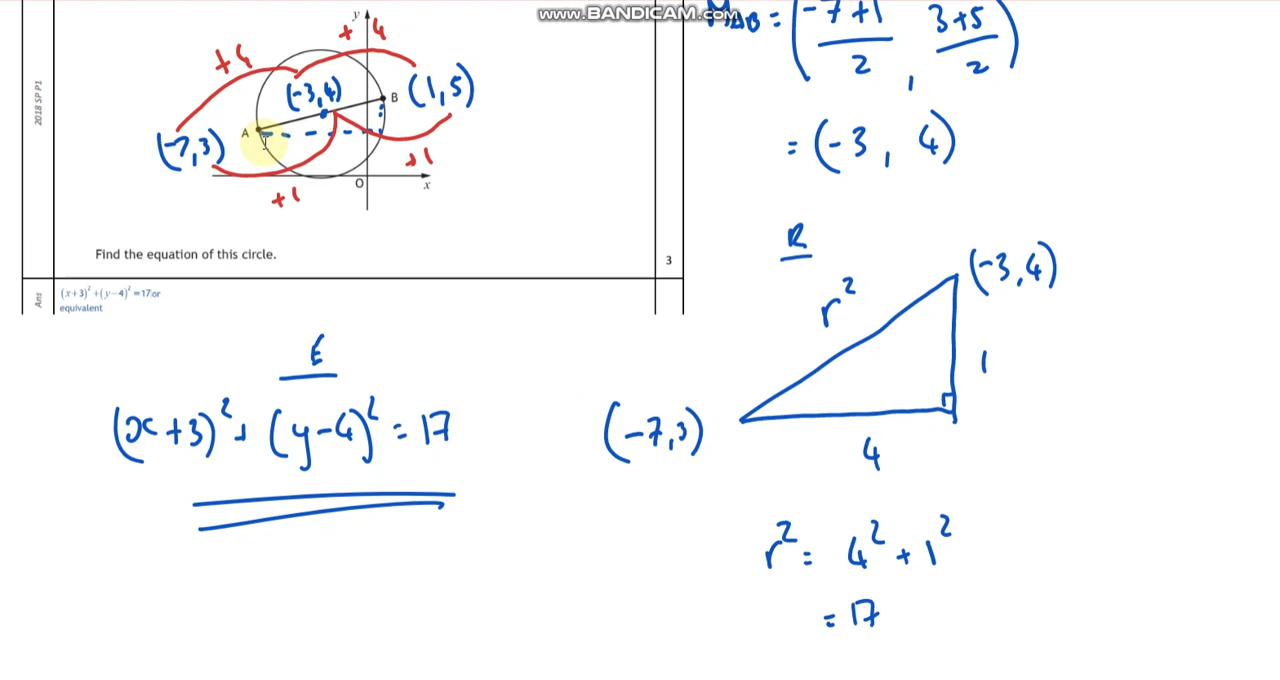 www.BANDICAM.com
2018 SP P1
y
+4
+4
(-3,4)
B
(1,5)
A
(-7,3)
+1
+1
O
x
Find the equation of this circle.
3
Ans
(x+3)² +(y−4)² =17 or
equivalent
E
(x+3)² + (y-4)² = 17
M_AB = (-7+1/2 , 3+5/2)
= (-3, 4)
R
r²
(-3,4)
1
(-7,3)
4
r² = 4² + 1²
= 17